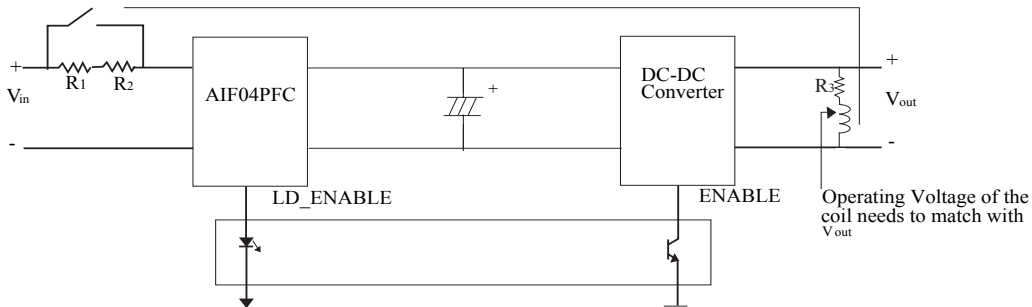 +
R1 R2
Vin
-
AIF04PFC
LD_ENABLE
+
DC-DC
Converter
ENABLE
+
R3
Vout
-
Operating Voltage of the
coil needs to match with
Vout